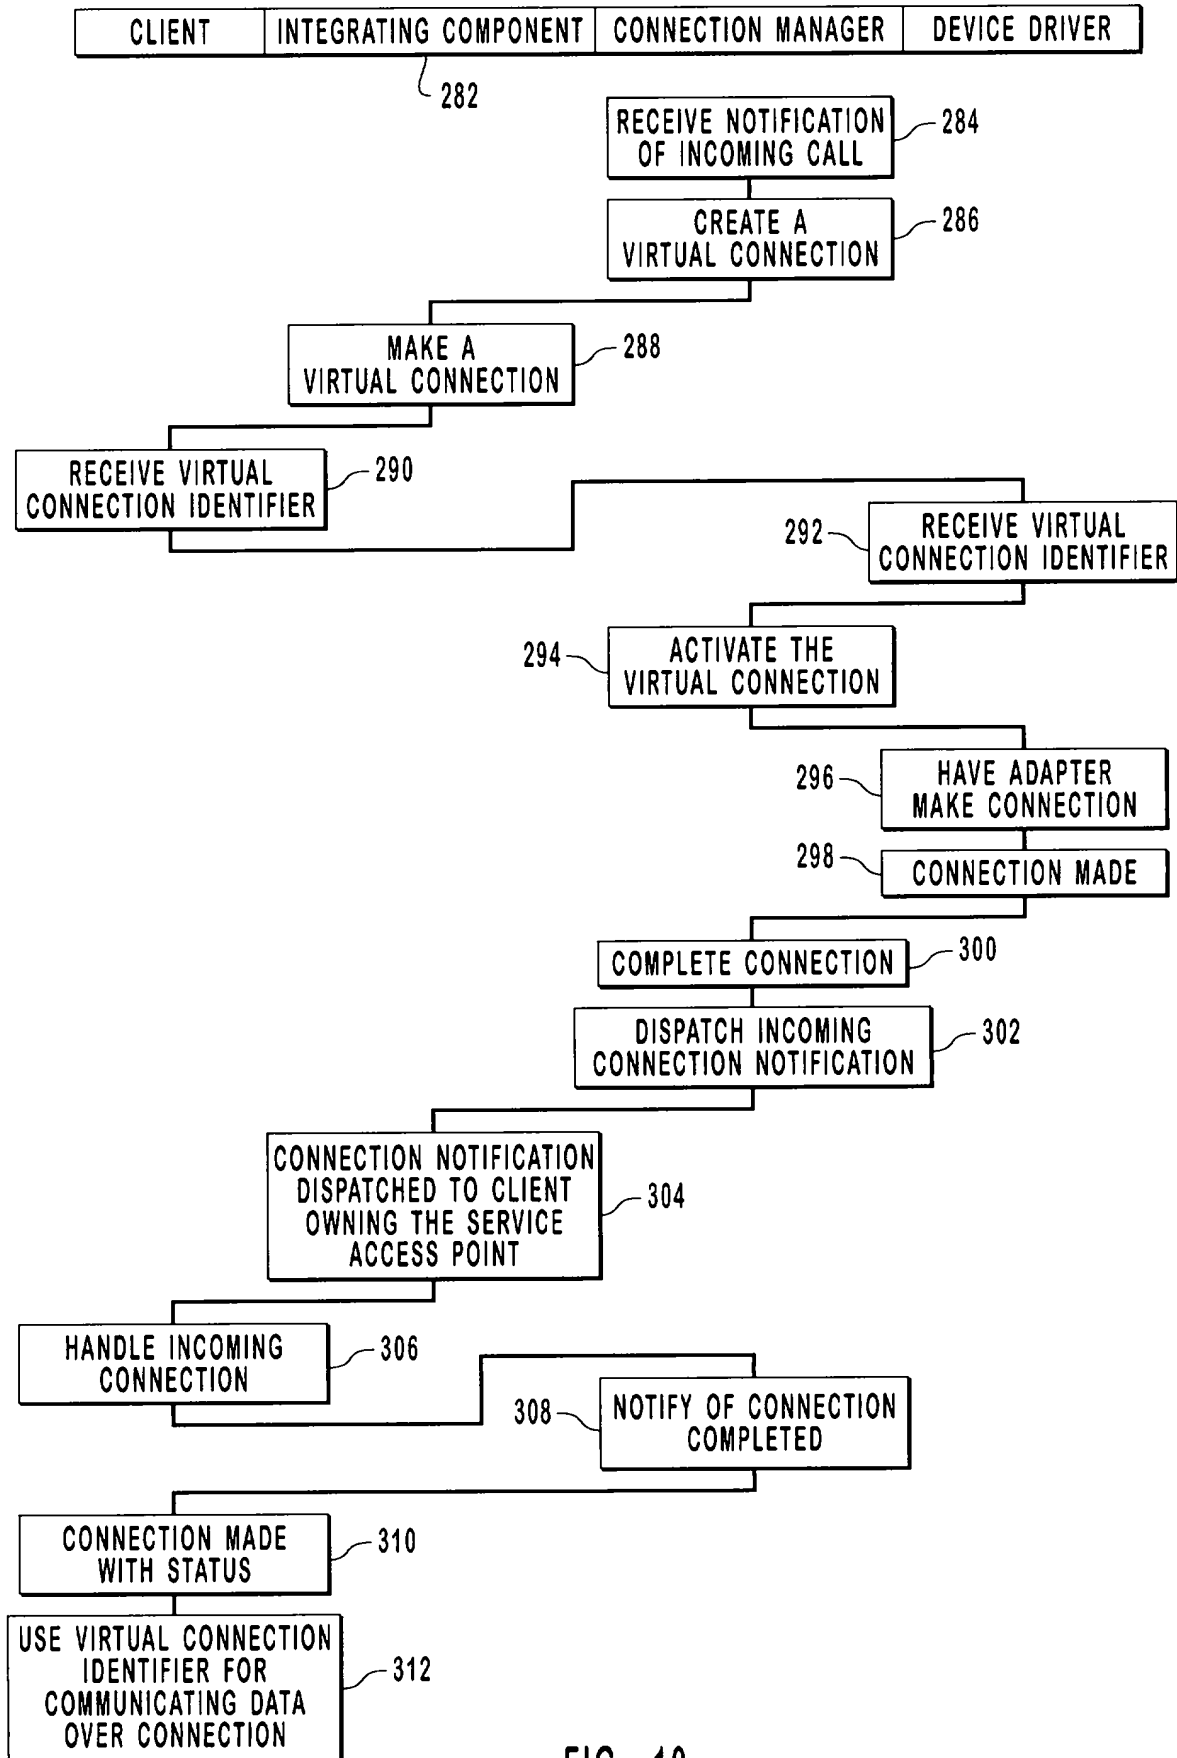 CLIENT INTEGRATING COMPONENT CONNECTION MANAGER DEVICE DRIVER
282
RECEIVE NOTIFICATION
OF INCOMING CALL
284
CREATE A
VIRTUAL CONNECTION
286
MAKE A
VIRTUAL CONNECTION
288
RECEIVE VIRTUAL
CONNECTION IDENTIFIER
290
292
RECEIVE VIRTUAL
CONNECTION IDENTIFIER
294
ACTIVATE THE
VIRTUAL CONNECTION
296
HAVE ADAPTER
MAKE CONNECTION
298
CONNECTION MADE
COMPLETE CONNECTION
300
DISPATCH INCOMING
CONNECTION NOTIFICATION
302
CONNECTION NOTIFICATION
DISPATCHED TO CLIENT
OWNING THE SERVICE
ACCESS POINT
304
HANDLE INCOMING
CONNECTION
306
308
NOTIFY OF CONNECTION
COMPLETED
CONNECTION MADE
WITH STATUS
310
USE VIRTUAL CONNECTION
IDENTIFIER FOR
COMMUNICATING DATA
OVER CONNECTION
312